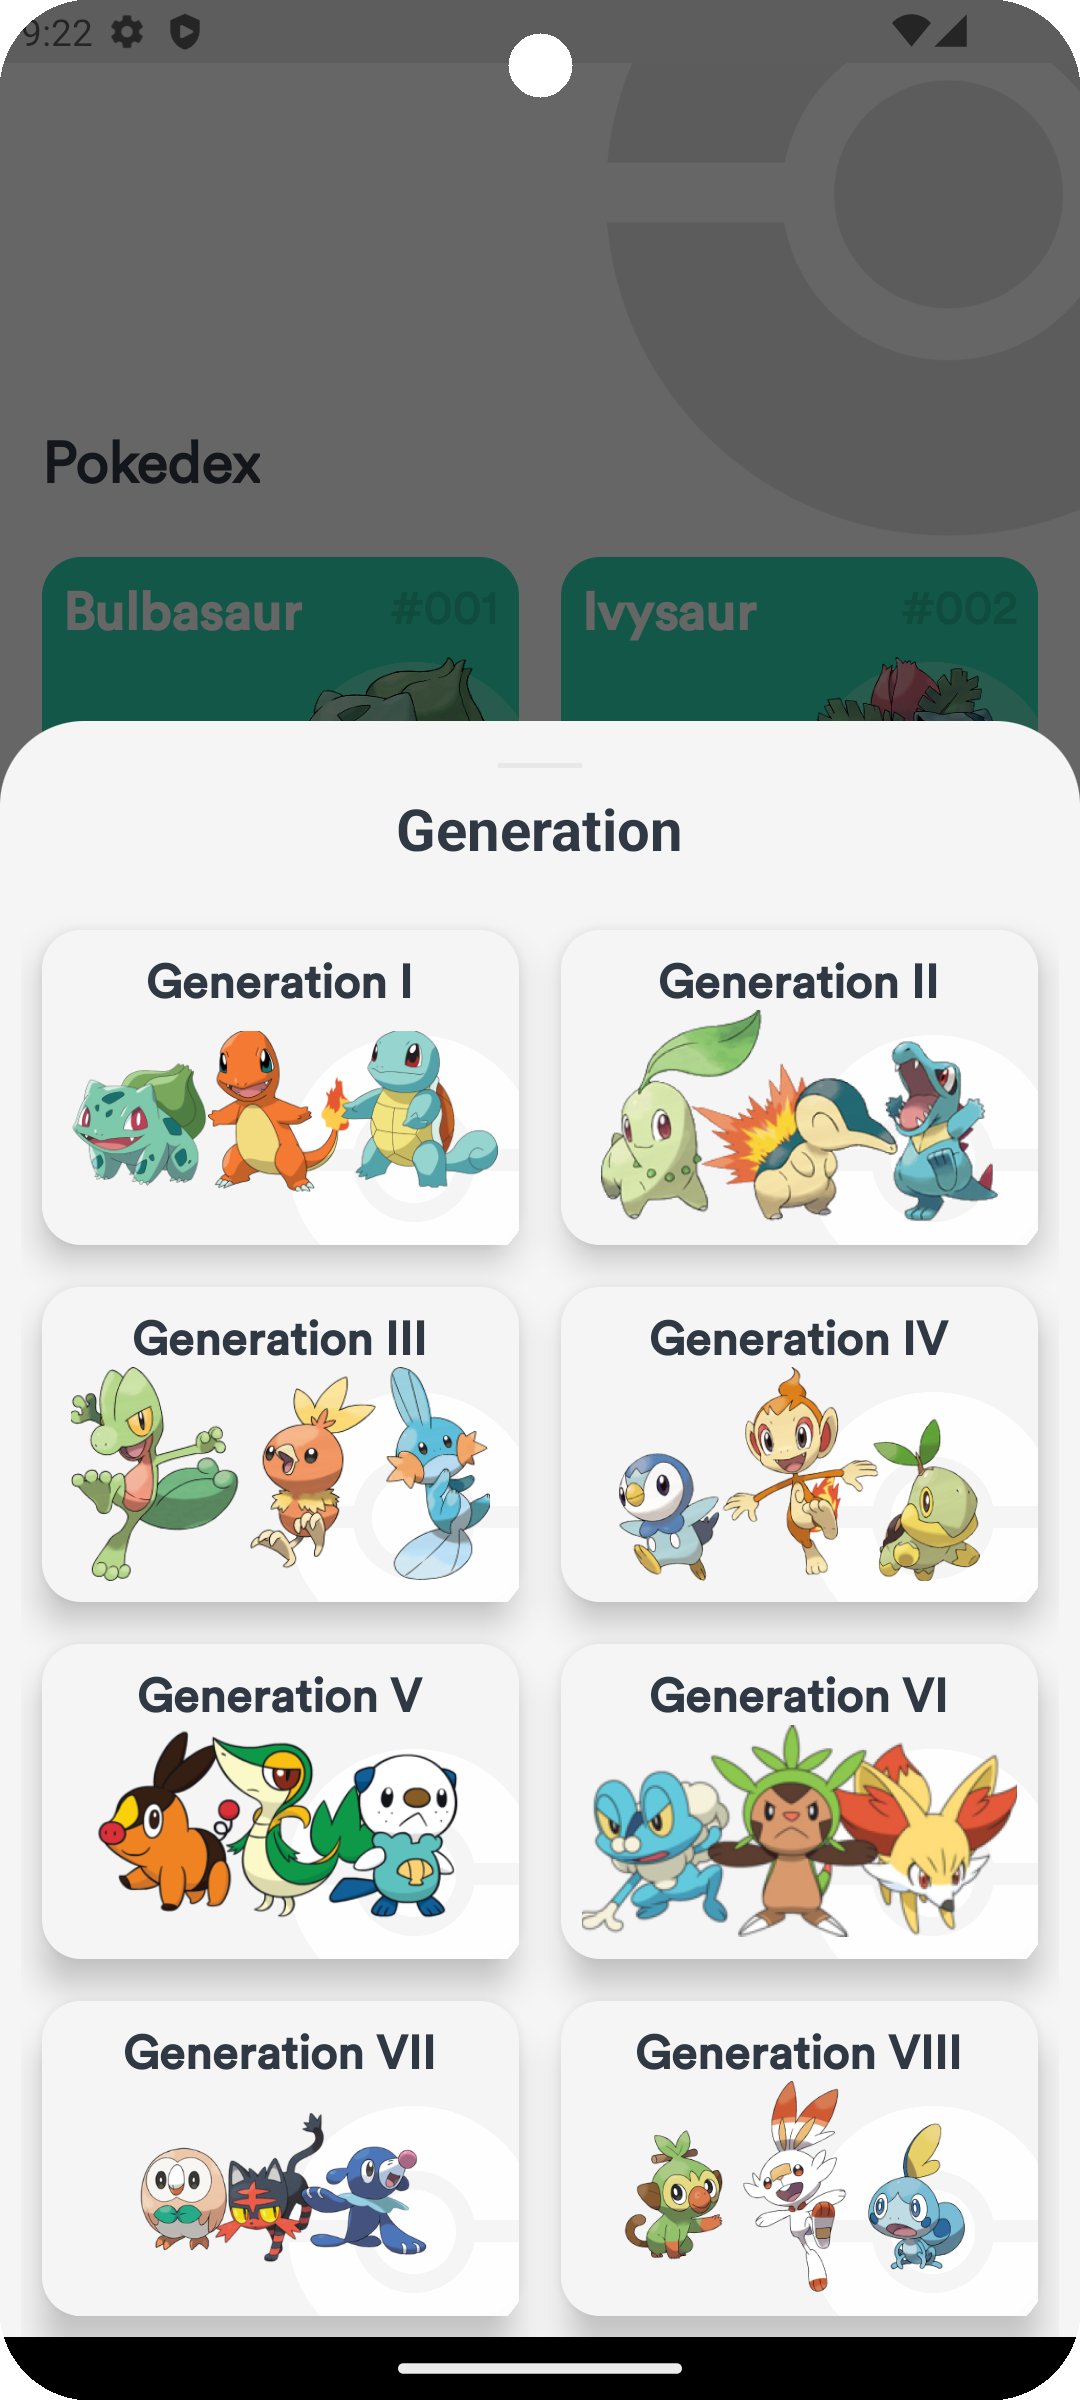 9:22
Pokedex
Bulbasaur #001
Ivysaur #002
Generation
Generation I
Generation II
Generation III
Generation IV
Generation V
Generation VI
Generation VII
Generation VIII